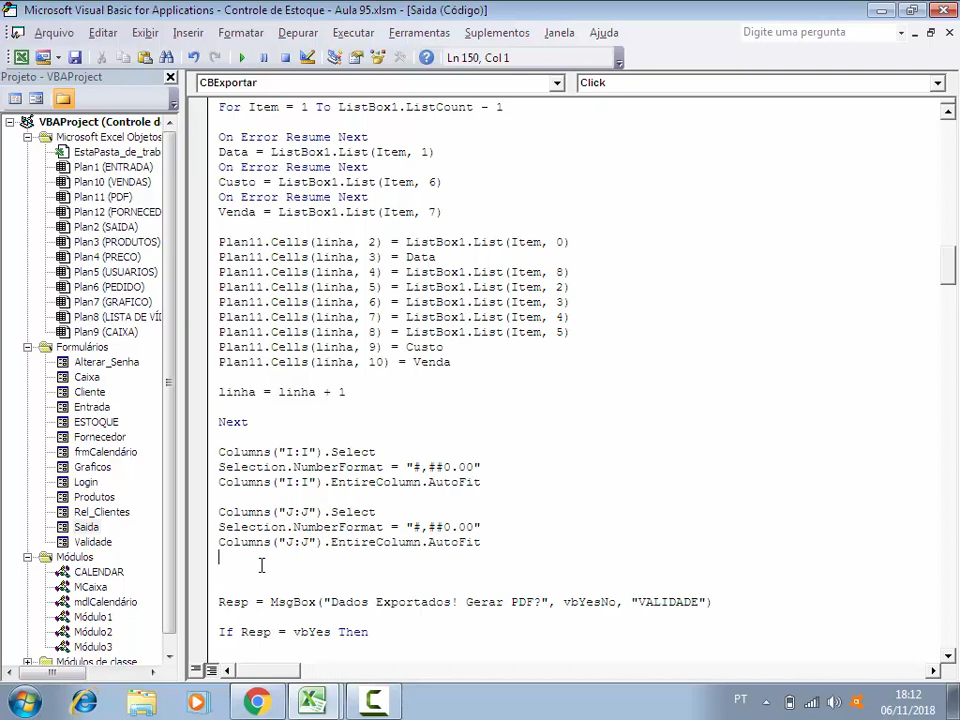 Microsoft Visual Basic for Applications - Controle de Estoque - Aula 95.xlsm - [Saida (Código)]
Arquivo Editar Exibir Inserir Formatar Depurar Executar Ferramentas Suplementos Janela Ajuda
Digite uma pergunta
Ln 150, Col 1
Projeto - VBAProject
CBExportar
Click
VBAProject (Controle d
Microsoft Excel Objetos
EstaPasta_de_trab
Plan1 (ENTRADA)
Plan10 (VENDAS)
Plan11 (PDF)
Plan12 (FORNECED
Plan2 (SAIDA)
Plan3 (PRODUTOS)
Plan4 (PRECO)
Plan5 (USUARIOS)
Plan6 (PEDIDO)
Plan7 (GRAFICO)
Plan8 (LISTA DE VÍ
Plan9 (CAIXA)
Formulários
Alterar_Senha
Caixa
Cliente
Entrada
ESTOQUE
Fornecedor
frmCalendário
Graficos
Login
Produtos
Rel_Clientes
Saida
Validade
Módulos
CALENDAR
MCaixa
mdlCalendário
Módulo1
Módulo2
Módulo3
Módulos de classe
For Item = 1 To ListBox1.ListCount - 1
On Error Resume Next
Data = ListBox1.List(Item, 1)
On Error Resume Next
Custo = ListBox1.List(Item, 6)
On Error Resume Next
Venda = ListBox1.List(Item, 7)
Plan11.Cells(linha, 2) = ListBox1.List(Item, 0)
Plan11.Cells(linha, 3) = Data
Plan11.Cells(linha, 4) = ListBox1.List(Item, 8)
Plan11.Cells(linha, 5) = ListBox1.List(Item, 2)
Plan11.Cells(linha, 6) = ListBox1.List(Item, 3)
Plan11.Cells(linha, 7) = ListBox1.List(Item, 4)
Plan11.Cells(linha, 8) = ListBox1.List(Item, 5)
Plan11.Cells(linha, 9) = Custo
Plan11.Cells(linha, 10) = Venda
linha = linha + 1
Next
Columns("I:I").Select
Selection.NumberFormat = "#,##0.00"
Columns("I:I").EntireColumn.AutoFit
Columns("J:J").Select
Selection.NumberFormat = "#,##0.00"
Columns("J:J").EntireColumn.AutoFit
Resp = MsgBox("Dados Exportados! Gerar PDF?", vbYesNo, "VALIDADE")
If Resp = vbYes Then
PT
18:12
06/11/2018